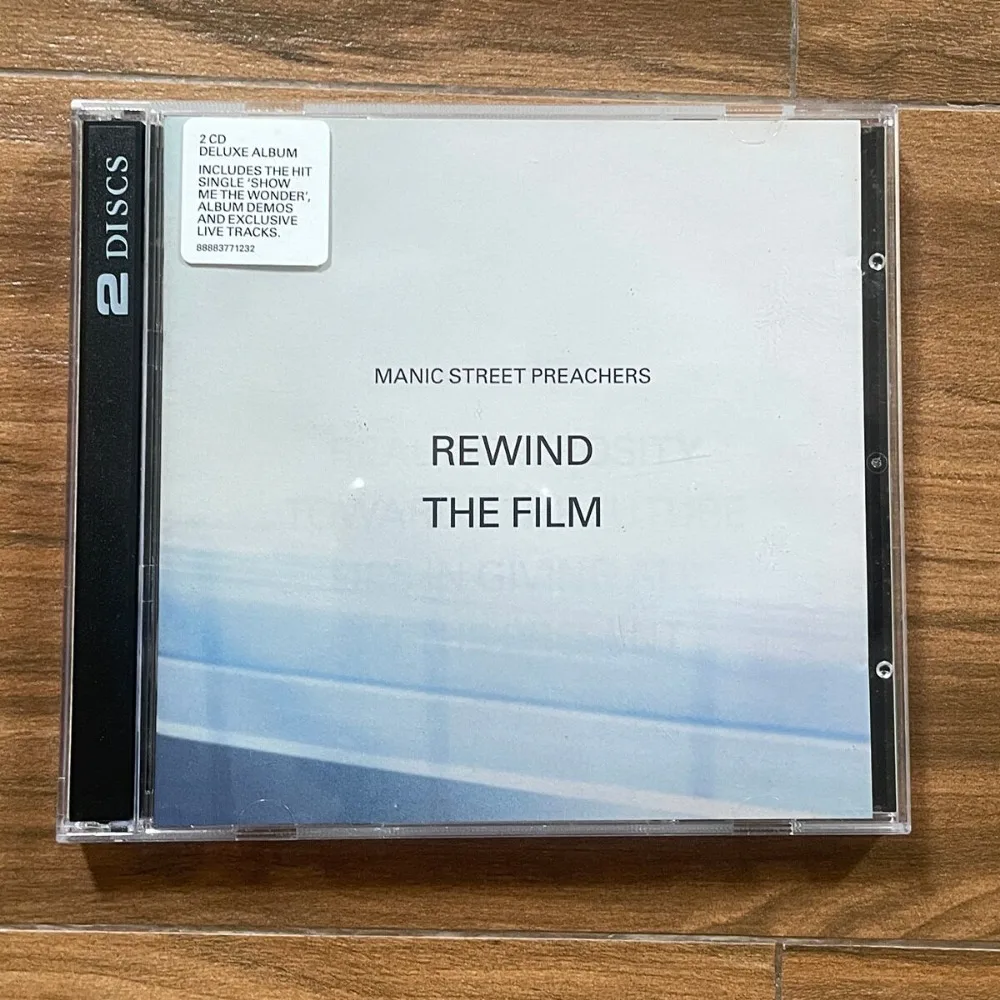 2 DISCS
2 CD
DELUXE ALBUM
INCLUDES THE HIT
SINGLE 'SHOW
ME THE WONDER',
ALBUM DEMOS
AND EXCLUSIVE
LIVE TRACKS.
88883771232
MANIC STREET PREACHERS
REWIND
THE FILM